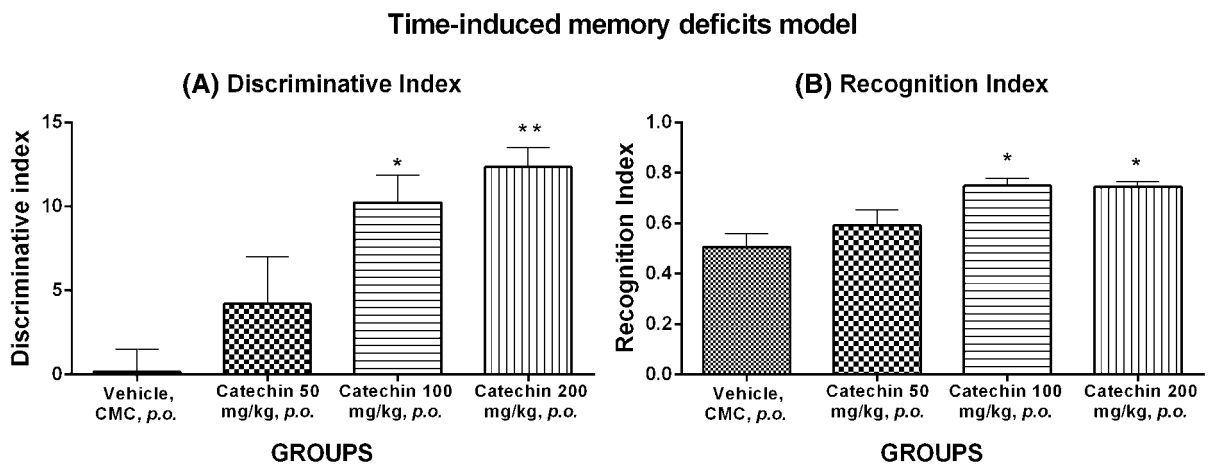 Time-induced memory deficits model
(A) Discriminative Index
Discriminative index
15
10
5
0
*
**
Vehicle,
CMC, p.o.
Catechin 50
mg/kg, p.o.
Catechin 100
mg/kg, p.o.
Catechin 200
mg/kg, p.o.
GROUPS
(B) Recognition Index
Recognition Index
1.0
0.8
0.6
0.4
0.2
0.0
*
*
Vehicle,
CMC, p.o.
Catechin 50
mg/kg, p.o.
Catechin 100
mg/kg, p.o.
Catechin 200
mg/kg, p.o.
GROUPS